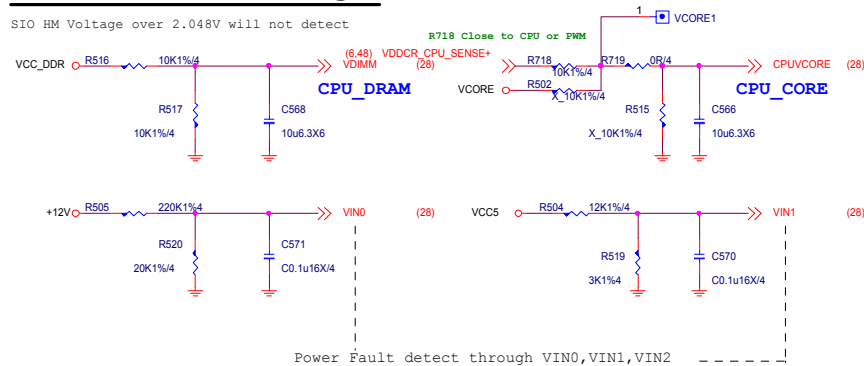 SIO HM Voltage over 2.048V will not detect
1
VCORE1
R718 Close to CPU or PWM
VCC_DDR
R516
10K1%/4
VDIMM
(28)
CPU_DRAM
R517
10K1%/4
C568
10u6.3X6
(6,48)
VDDCR_CPU_SENSE+
R718
10K1%/4
R719
0R/4
CPUVCORE
(28)
CPU_CORE
VCORE
R502
X_10K1%/4
R515
X_10K1%/4
C566
10u6.3X6
+12V
R505
220K1%4
VIN0
(28)
R520
20K1%/4
C571
C0.1u16X/4
VCC5
R504
12K1%/4
VIN1
(28)
R519
3K1%4
C570
C0.1u16X/4
Power Fault detect through VIN0,VIN1,VIN2